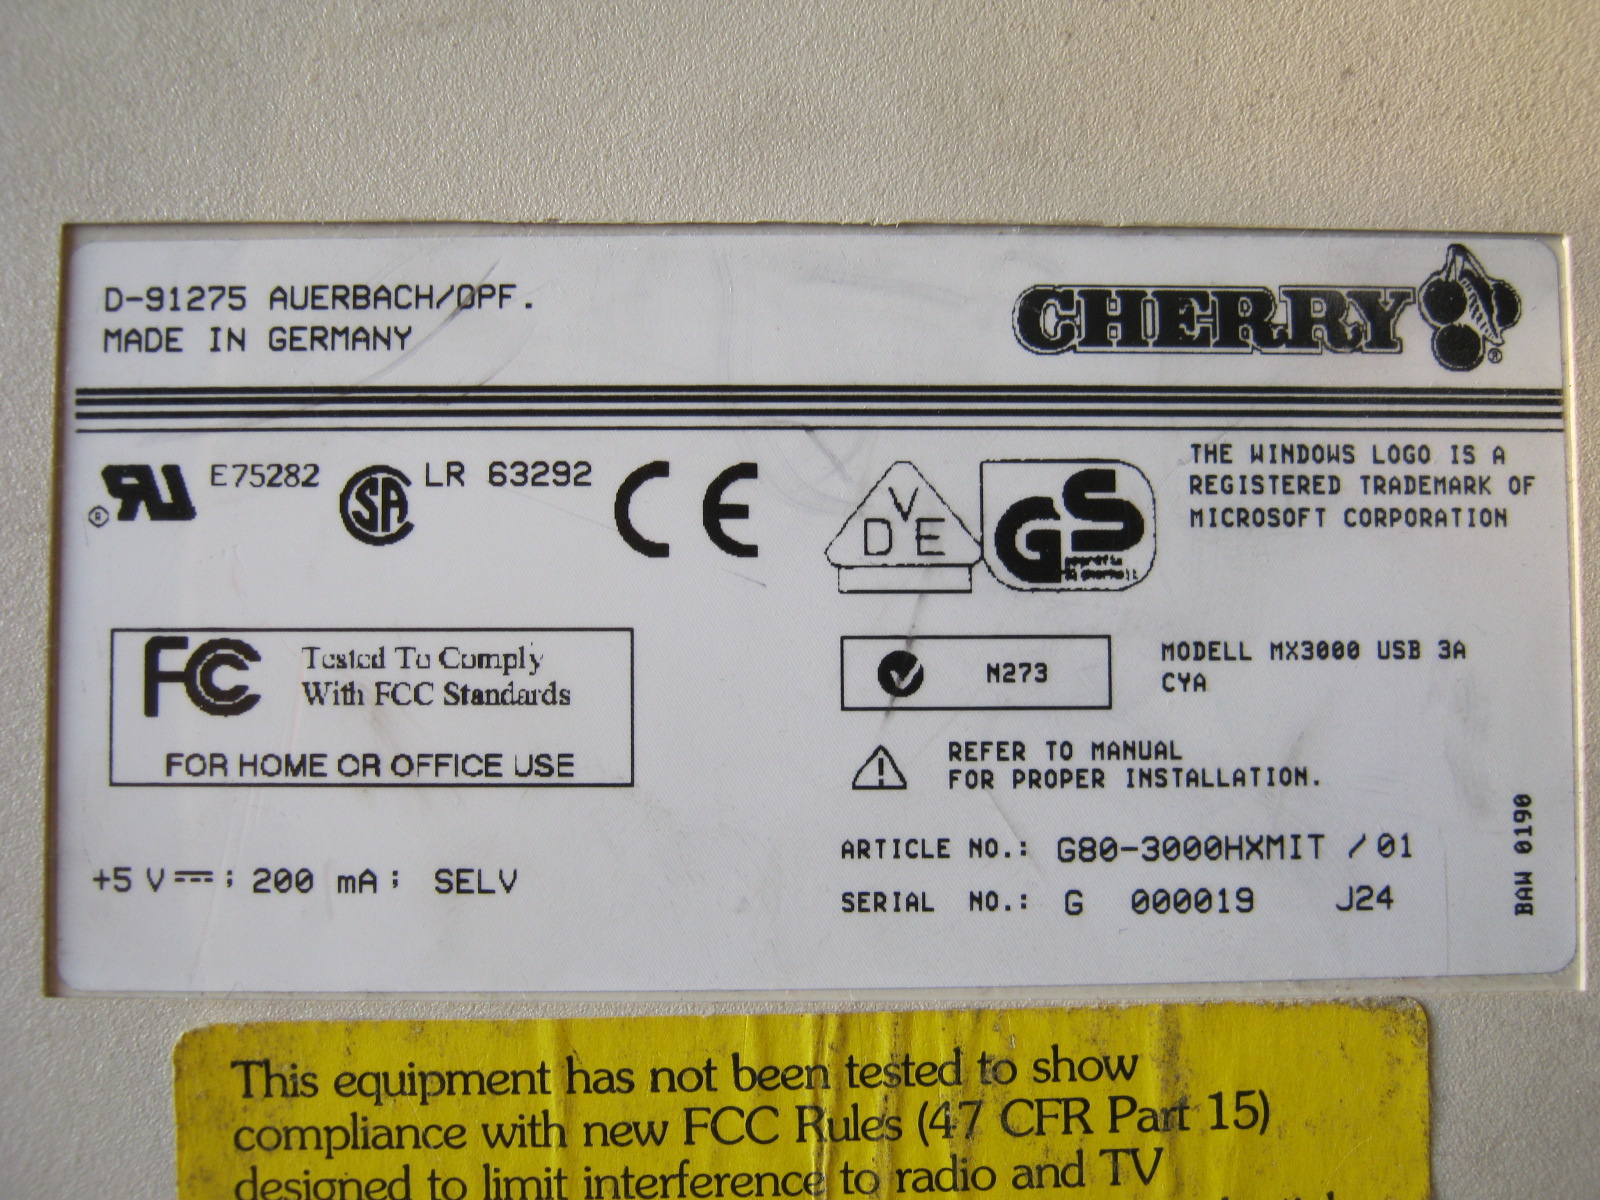 D-91275 AUERBACH/OPF.
MADE IN GERMANY
CHERRY
®
E75282
SA
LR 63292
CE
VDE
GS
THE WINDOWS LOGO IS A
REGISTERED TRADEMARK OF
MICROSOFT CORPORATION
FC
Tested To Comply
With FCC Standards
FOR HOME OR OFFICE USE
N273
MODELL MX3000 USB 3A
CYA
REFER TO MANUAL
FOR PROPER INSTALLATION.
+5 V ; 200 mA ; SELV
ARTICLE NO.: G80-3000HXMIT / 01
SERIAL NO.: G 000019 J24
BAW 0190
This equipment has not been tested to show
compliance with new FCC Rules (47 CFR Part 15)
designed to limit interference to radio and TV